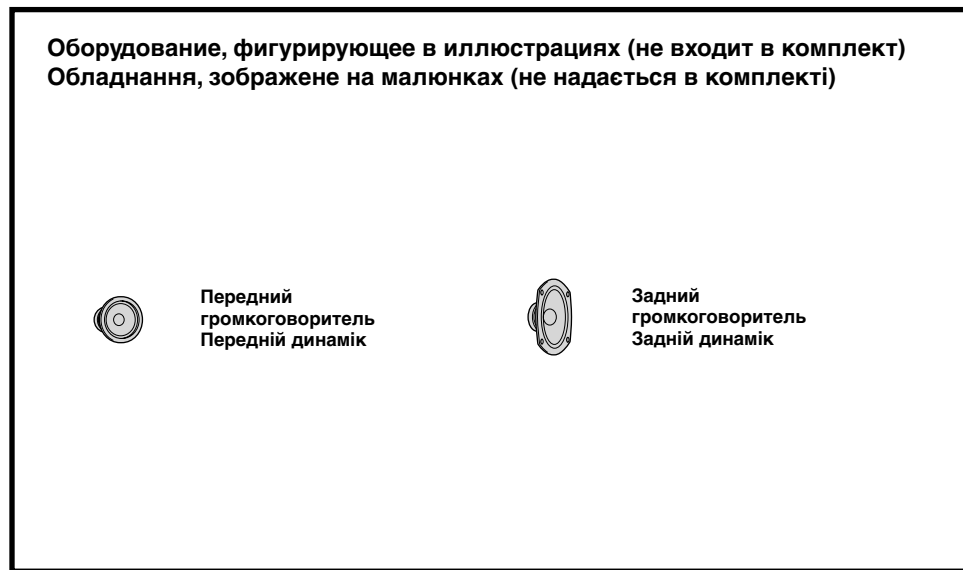 Оборудование, фигурирующее в иллюстрациях (не входит в комплект)
Обладнання, зображене на малюнках (не надається в комплекті)
Передний
громкоговоритель
Передній динамік
Задний
громкоговоритель
Задній динамік